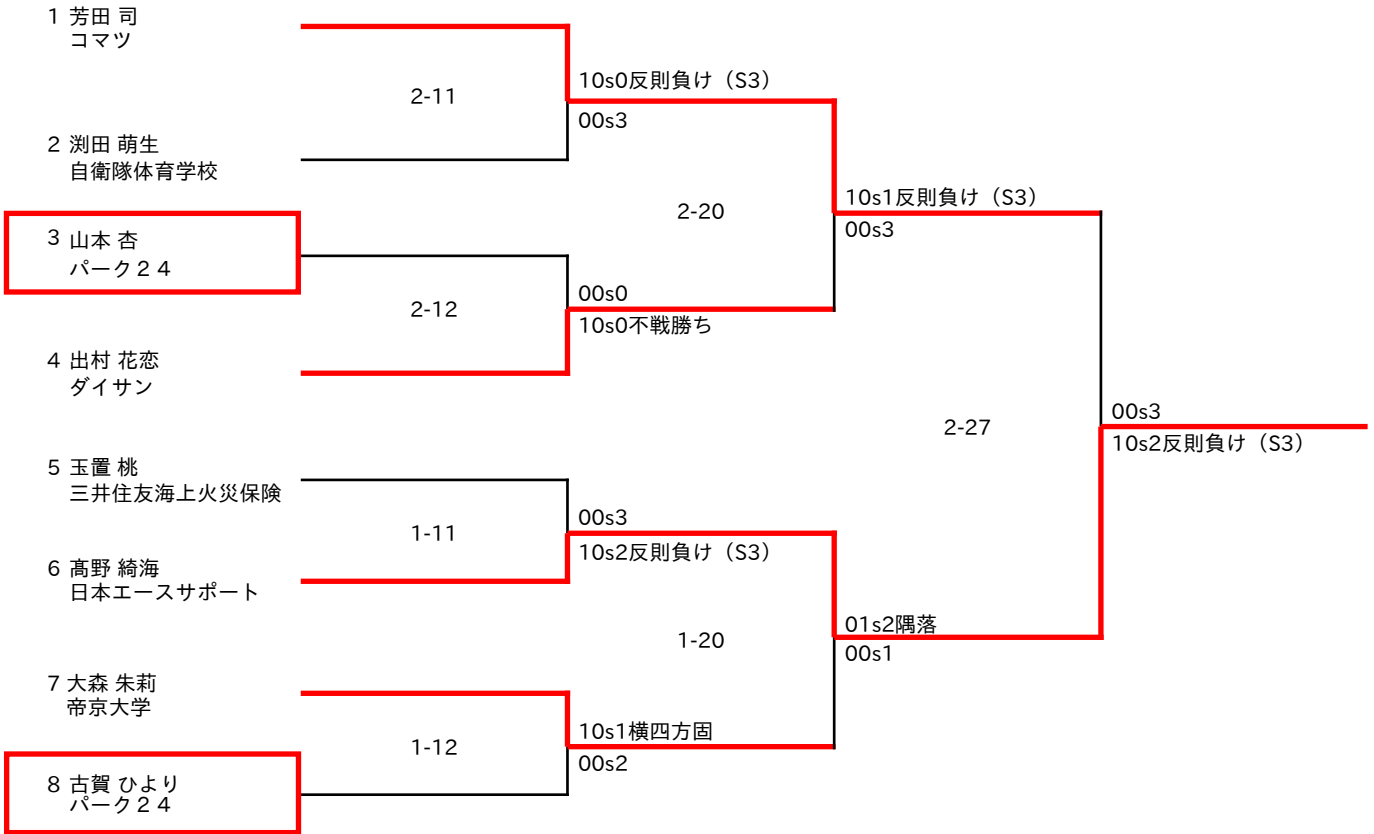 1 芳田 司
コマツ
2-11
10s0反則負け（S3）
00s3
2 渕田 萌生
自衛隊体育学校
2-20
10s1反則負け（S3）
00s3
3 山本 杏
パーク２４
2-12
00s0
10s0不戦勝ち
4 出村 花恋
ダイサン
2-27
00s3
10s2反則負け（S3）
5 玉置 桃
三井住友海上火災保険
1-11
00s3
10s2反則負け（S3）
6 髙野 綺海
日本エースサポート
1-20
01s2隅落
00s1
7 大森 朱莉
帝京大学
1-12
10s1横四方固
00s2
8 古賀 ひより
パーク２４